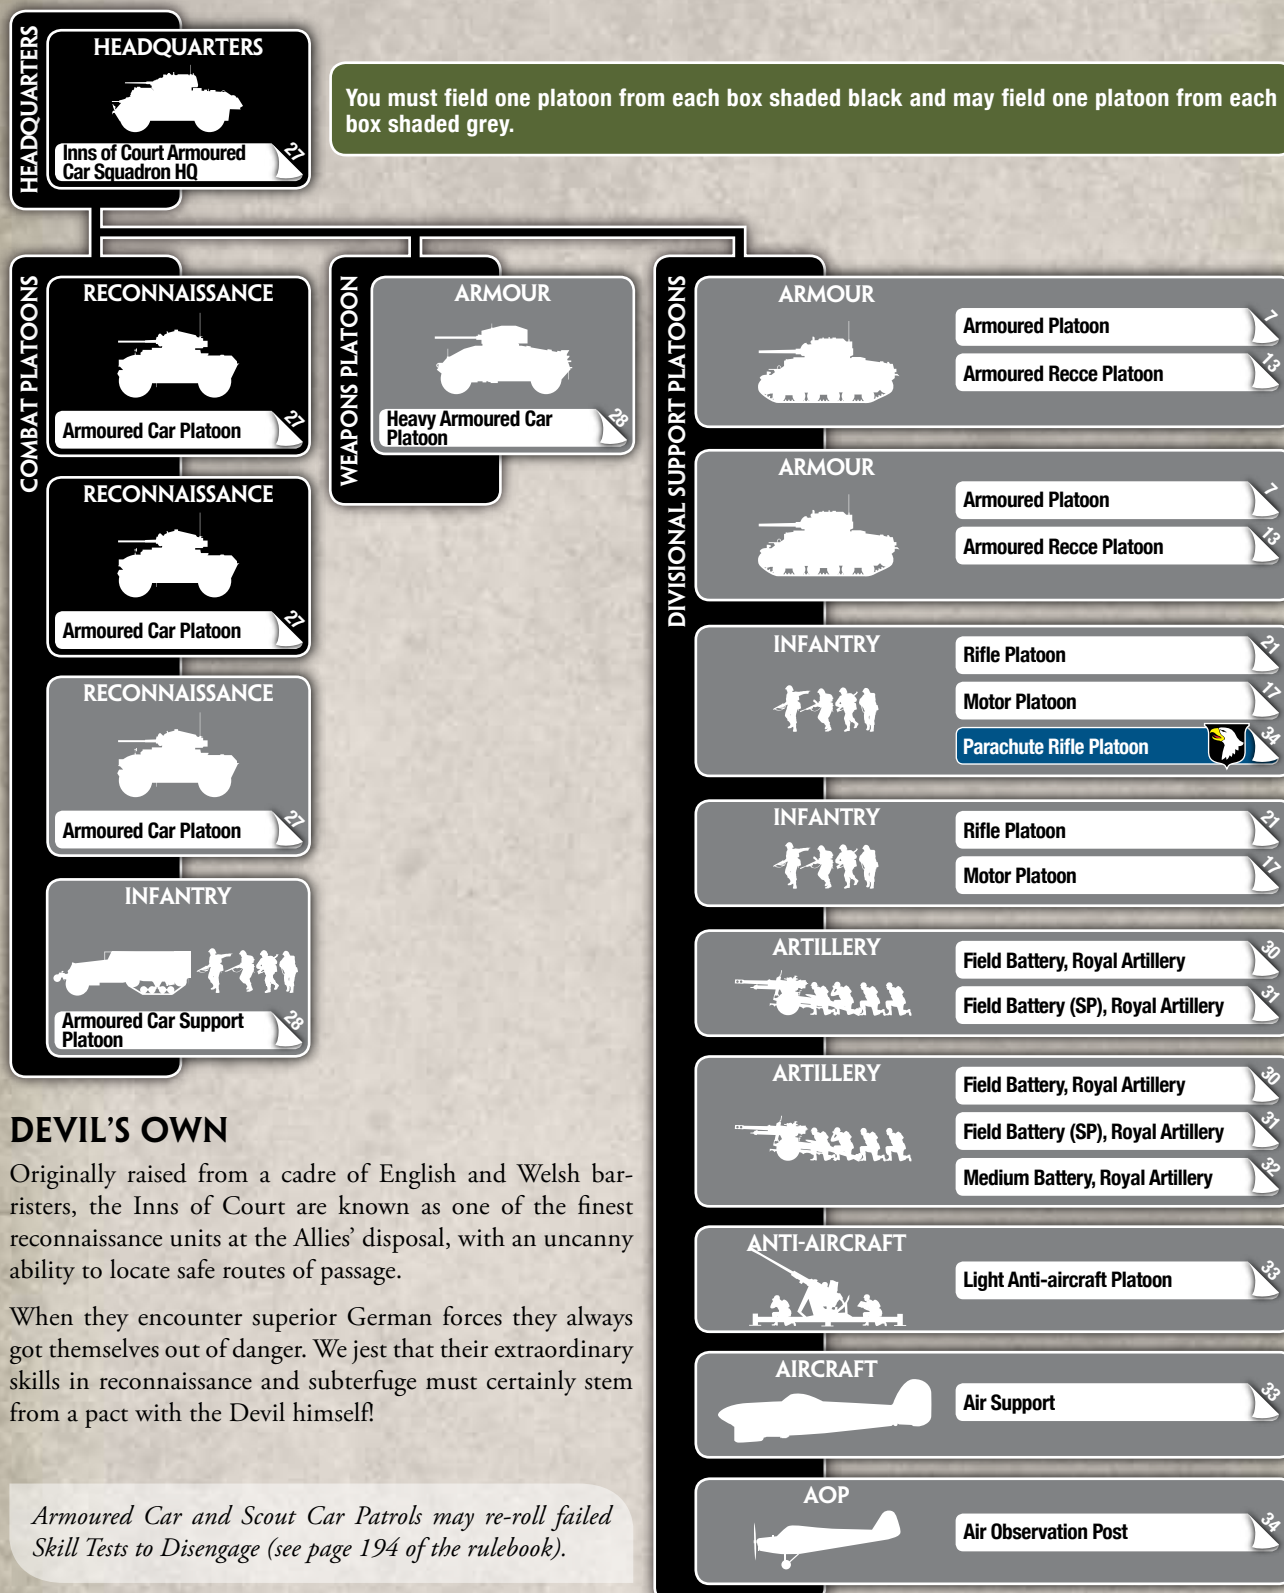 HEADQUARTERS
HEADQUARTERS
Inns of Court Armoured
Car Squadron HQ
27
You must field one platoon from each box shaded black and may field one platoon from each
box shaded grey.
COMBAT PLATOONS
RECONNAISSANCE
Armoured Car Platoon
27
RECONNAISSANCE
Armoured Car Platoon
27
RECONNAISSANCE
Armoured Car Platoon
27
INFANTRY
Armoured Car Support
Platoon
28
WEAPONS PLATOON
ARMOUR
Heavy Armoured Car
Platoon
28
DIVISIONAL SUPPORT PLATOONS
ARMOUR
Armoured Platoon
7
Armoured Recce Platoon
13
ARMOUR
Armoured Platoon
7
Armoured Recce Platoon
13
INFANTRY
Rifle Platoon
21
Motor Platoon
17
Parachute Rifle Platoon
34
INFANTRY
Rifle Platoon
21
Motor Platoon
17
ARTILLERY
Field Battery, Royal Artillery
30
Field Battery (SP), Royal Artillery
31
ARTILLERY
Field Battery, Royal Artillery
30
Field Battery (SP), Royal Artillery
31
Medium Battery, Royal Artillery
32
ANTI-AIRCRAFT
Light Anti-aircraft Platoon
33
AIRCRAFT
Air Support
33
AOP
Air Observation Post
34
DEVIL'S OWN
Originally raised from a cadre of English and Welsh bar-
risters, the Inns of Court are known as one of the finest
reconnaissance units at the Allies' disposal, with an uncanny
ability to locate safe routes of passage.
When they encounter superior German forces they always
got themselves out of danger. We jest that their extraordinary
skills in reconnaissance and subterfuge must certainly stem
from a pact with the Devil himself!
Armoured Car and Scout Car Patrols may re-roll failed
Skill Tests to Disengage (see page 194 of the rulebook).